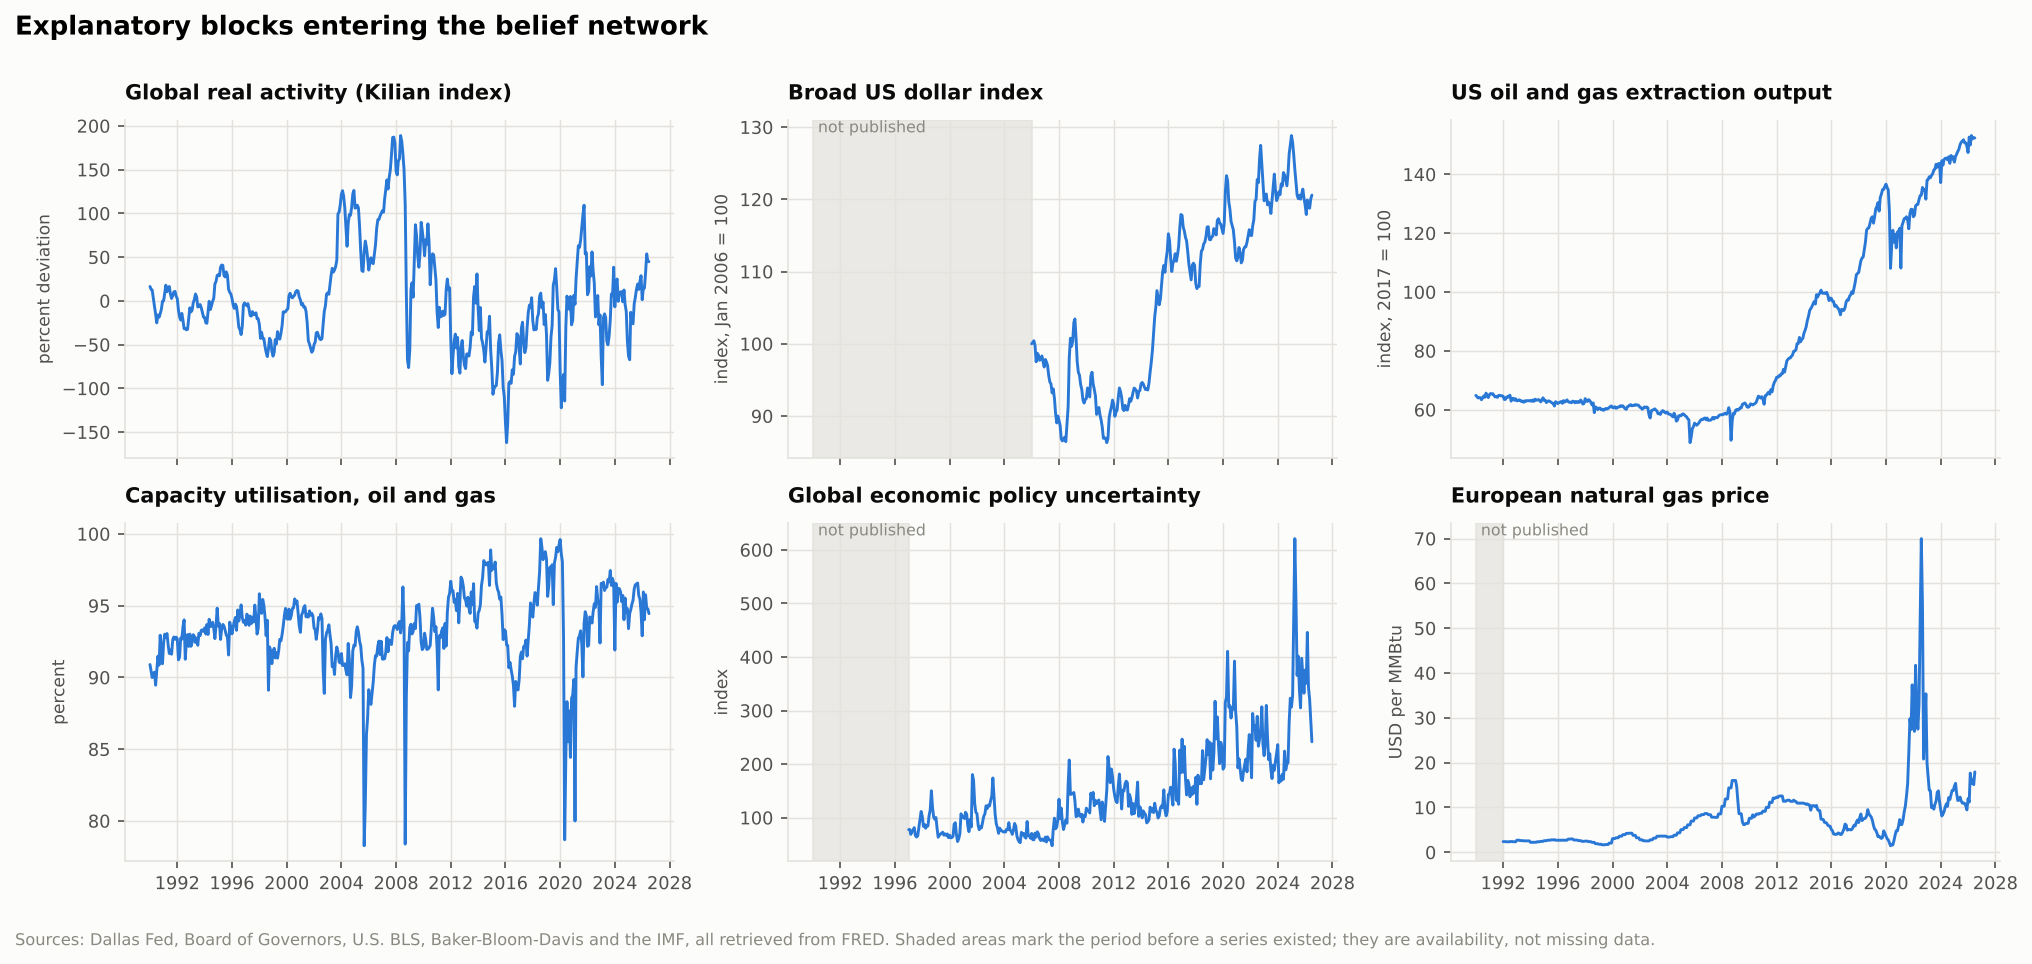 Explanatory blocks entering the belief network
Global real activity (Kilian index)
percent deviation
200
150
100
50
0
−50
−100
−150
Broad US dollar index
not published
index, Jan 2006 = 100
130
120
110
100
90
US oil and gas extraction output
index, 2017 = 100
140
120
100
80
60
Capacity utilisation, oil and gas
percent
100
95
90
85
80
1992 1996 2000 2004 2008 2012 2016 2020 2024 2028
Global economic policy uncertainty
not published
index
600
500
400
300
200
100
1992 1996 2000 2004 2008 2012 2016 2020 2024 2028
European natural gas price
not published
USD per MMBtu
70
60
50
40
30
20
10
0
1992 1996 2000 2004 2008 2012 2016 2020 2024 2028
Sources: Dallas Fed, Board of Governors, U.S. BLS, Baker-Bloom-Davis and the IMF, all retrieved from FRED. Shaded areas mark the period before a series existed; they are availability, not missing data.